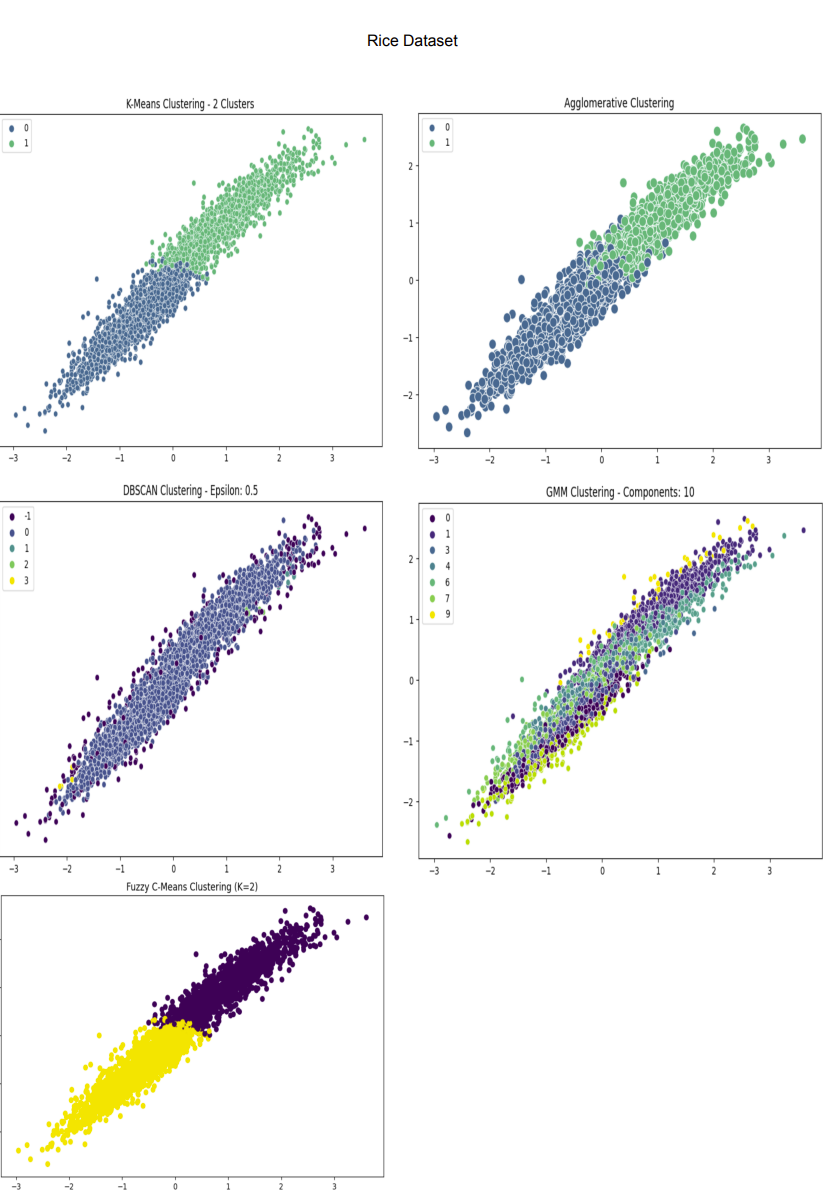 Rice Dataset
K-Means Clustering - 2 Clusters
0
1
−3 −2 −1 0 1 2 3
Agglomerative Clustering
0
1
2
1
0
−1
−2
−3 −2 −1 0 1 2 3
DBSCAN Clustering - Epsilon: 0.5
-1
0
1
2
3
−3 −2 −1 0 1 2 3
GMM Clustering - Components: 10
0
1
3
4
6
7
9
2
1
0
−1
−2
−3 −2 −1 0 1 2 3
Fuzzy C-Means Clustering (K=2)
−3 −2 −1 0 1 2 3